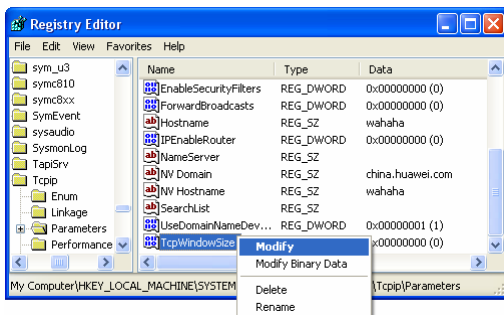 Registry Editor
File Edit View Favorites Help
sym_u3
symc810
symc8xx
SymEvent
sysaudio
SysmonLog
TapiSrv
Tcpip
Enum
Linkage
Parameters
Performance
Name Type Data
EnableSecurityFilters REG_DWORD 0x00000000 (0)
ForwardBroadcasts REG_DWORD 0x00000000 (0)
Hostname REG_SZ wahaha
IPEnableRouter REG_DWORD 0x00000000 (0)
NameServer REG_SZ
NV Domain REG_SZ china.huawei.com
NV Hostname REG_SZ wahaha
SearchList REG_SZ
UseDomainNameDev... REG_DWORD 0x00000001 (1)
TcpWindowSize x00000000 (0)
Modify
Modify Binary Data
Delete
Rename
My Computer\HKEY_LOCAL_MACHINE\SYSTEM \Tcpip\Parameters